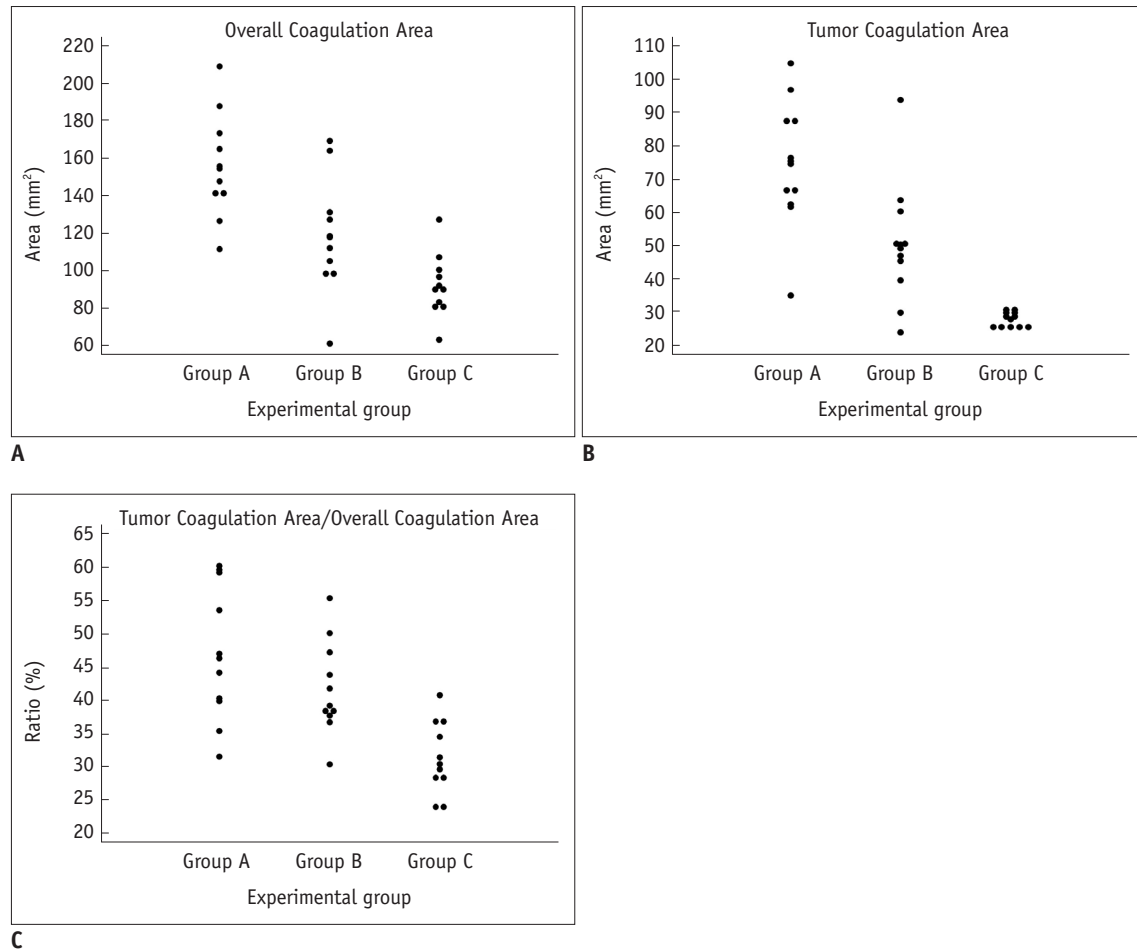 Overall Coagulation Area
Area (mm²)
220
200
180
160
140
120
100
80
60
Group A Group B Group C
Experimental group
A
Tumor Coagulation Area
Area (mm²)
110
100
90
80
70
60
50
40
30
20
Group A Group B Group C
Experimental group
B
Tumor Coagulation Area/Overall Coagulation Area
Ratio (%)
65
60
55
50
45
40
35
30
25
20
Group A Group B Group C
Experimental group
C